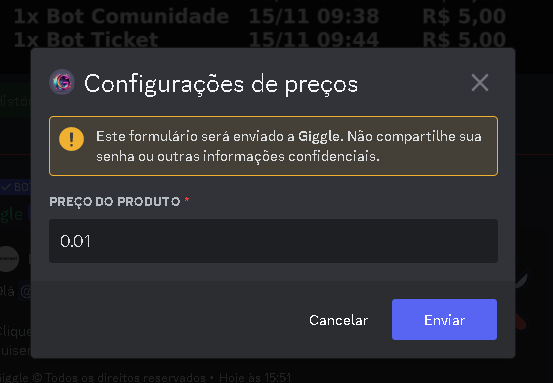 1x Bot Comunidade 15/11 09:38 R$ 5,00
1x Bot Ticket 15/11 09:44 R$ 5,00
Configurações de preços
Este formulário será enviado a Giggle. Não compartilhe sua
senha ou outras informações confidenciais.
PREÇO DO PRODUTO *
0.01
Cancelar Enviar
Giggle © Todos os direitos reservados • Hoje às 15:51